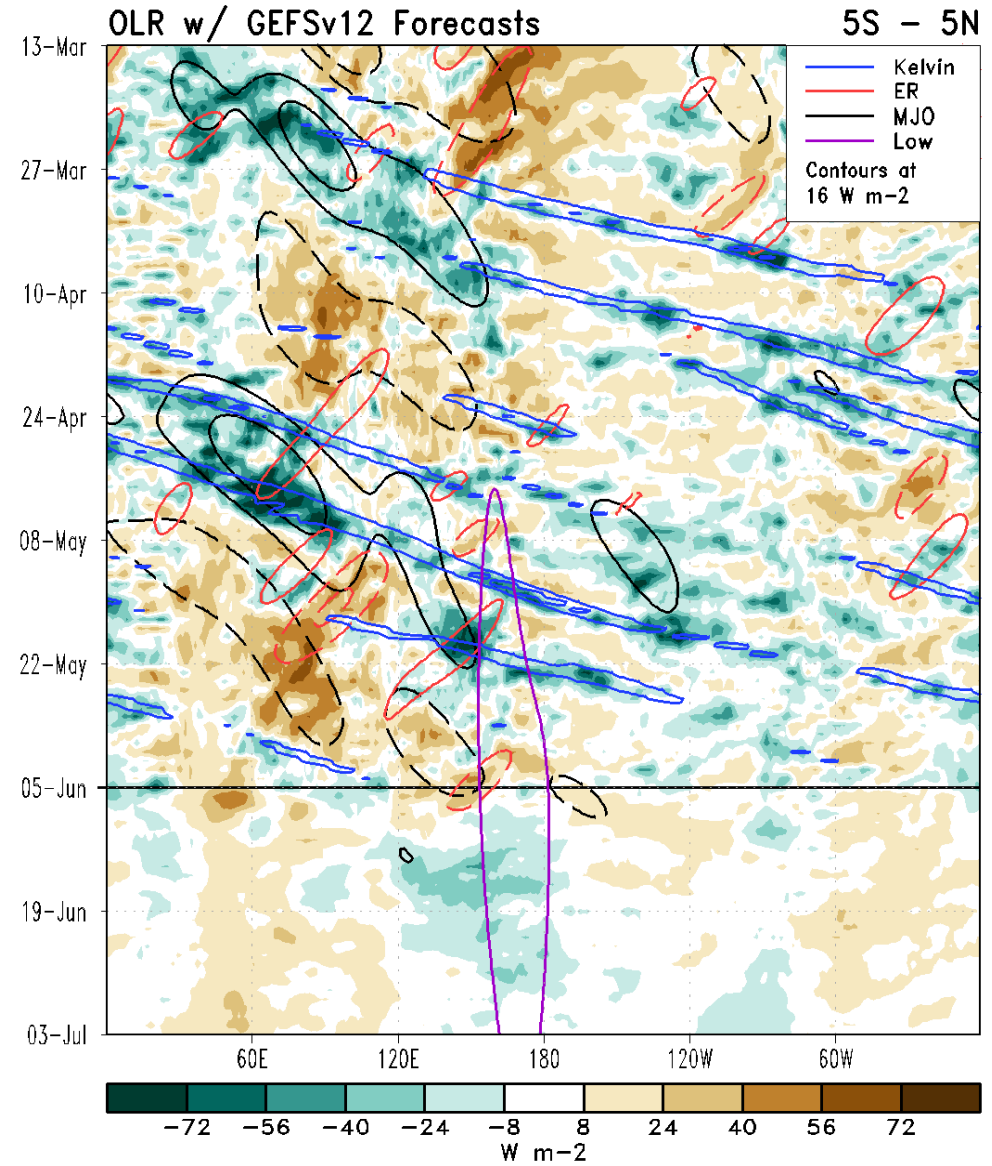 OLR w/ GEFSv12 Forecasts 5S - 5N
13-Mar
27-Mar
10-Apr
24-Apr
08-May
22-May
05-Jun
19-Jun
03-Jul
Kelvin
ER
MJO
Low
Contours at
16 W m-2
60E 120E 180 120W 60W
-72 -56 -40 -24 -8 8 24 40 56 72
W m-2